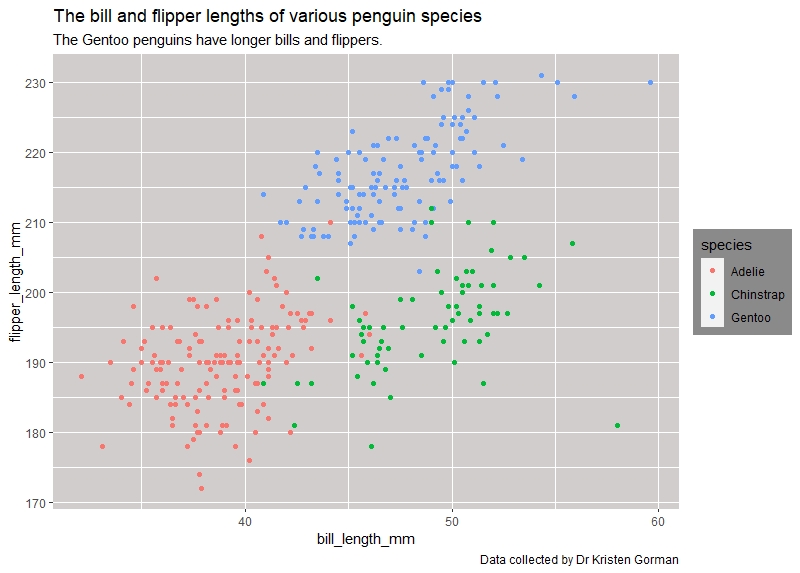 The bill and flipper lengths of various penguin species
The Gentoo penguins have longer bills and flippers.
flipper_length_mm
230
220
210
200
190
180
170
40
50
60
bill_length_mm
species
Adelie
Chinstrap
Gentoo
Data collected by Dr Kristen Gorman